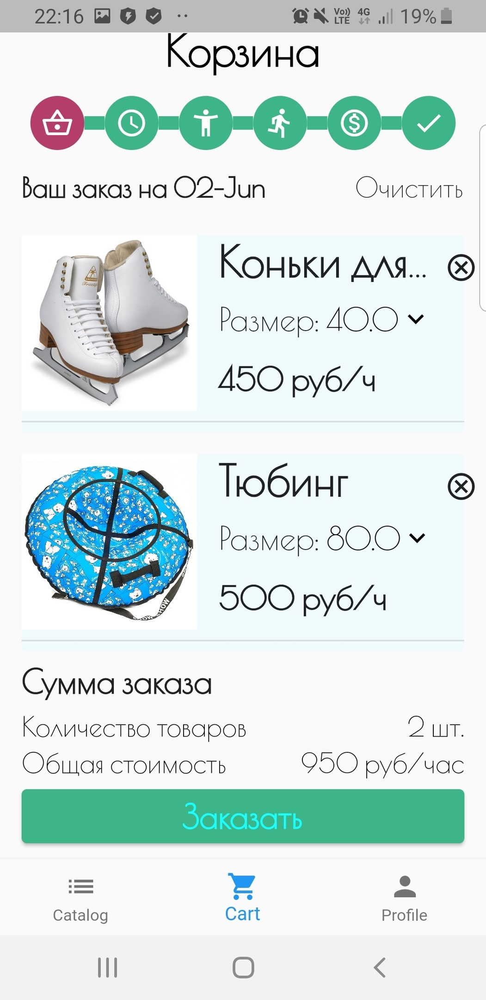 22:16 Vo)) LTE 4G 19%
Корзина
Ваш заказ на 02-Jun Очистить
Коньки для...
Размер: 40.0
450 руб/ч
Тюбинг
Размер: 80.0
500 руб/ч
Сумма заказа
Количество товаров 2 шт.
Общая стоимость 950 руб/час
Заказать
Catalog Cart Profile